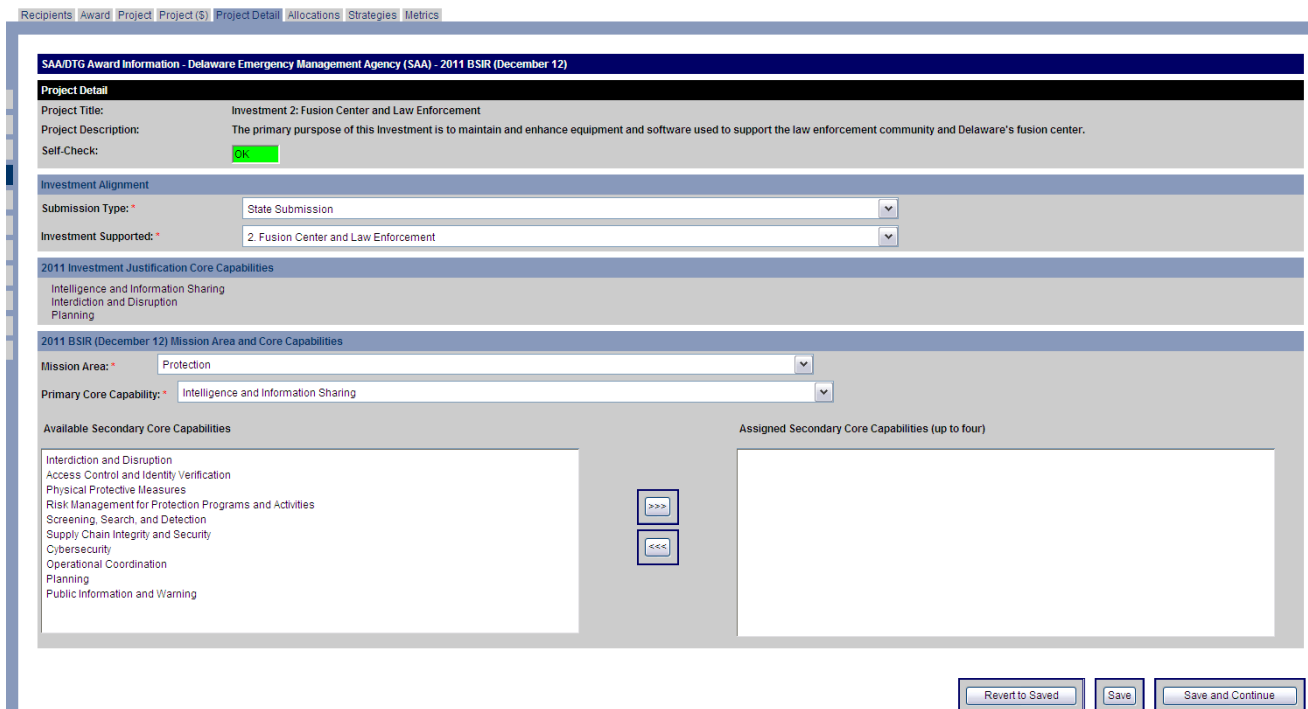 Recipients Award Project Project ($) Project Detail Allocations Strategies Metrics
SAA/DTG Award Information - Delaware Emergency Management Agency (SAA) - 2011 BSIR (December 12)
Project Detail
Project Title: Investment 2: Fusion Center and Law Enforcement
Project Description: The primary purspose of this Investment is to maintain and enhance equipment and software used to support the law enforcement community and Delaware's fusion center.
Self-Check: OK
Investment Alignment
Submission Type: * State Submission
Investment Supported: * 2. Fusion Center and Law Enforcement
2011 Investment Justification Core Capabilities
Intelligence and Information Sharing
Interdiction and Disruption
Planning
2011 BSIR (December 12) Mission Area and Core Capabilities
Mission Area: * Protection
Primary Core Capability: * Intelligence and Information Sharing
Available Secondary Core Capabilities
Interdiction and Disruption
Access Control and Identity Verification
Physical Protective Measures
Risk Management for Protection Programs and Activities
Screening, Search, and Detection
Supply Chain Integrity and Security
Cybersecurity
Operational Coordination
Planning
Public Information and Warning
>>>
<<<
Assigned Secondary Core Capabilities (up to four)
Revert to Saved Save Save and Continue